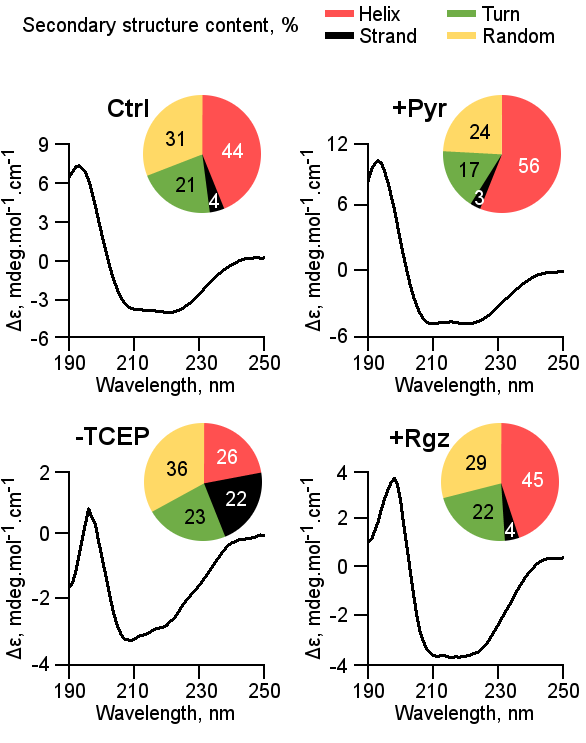 Secondary structure content, %
Helix
Turn
Strand
Random
Ctrl
31
44
21
4
9
6
3
0
-3
-6
Δε, mdeg.mol⁻¹.cm⁻¹
190 210 230 250
Wavelength, nm
+Pyr
24
56
17
3
12
6
0
-6
Δε, mdeg.mol⁻¹.cm⁻¹
190 210 230 250
Wavelength, nm
-TCEP
36
26
22
23
2
0
-2
-4
Δε, mdeg.mol⁻¹.cm⁻¹
190 210 230 250
Wavelength, nm
+Rgz
29
45
22
4
4
2
0
-2
-4
Δε, mdeg.mol⁻¹.cm⁻¹
190 210 230 250
Wavelength, nm